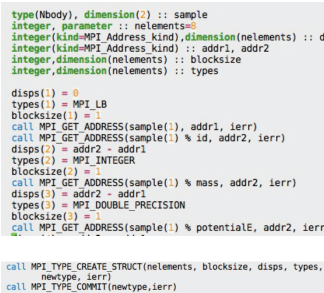 type(Nbody), dimension(2) :: sample
integer, parameter :: nelements=8
integer(kind=MPI_Address_kind),dimension(nelements) :: d
integer(kind=MPI_Address_kind) :: addr1, addr2
integer,dimension(nelements) :: blocksize
integer,dimension(nelements) :: types
disps(1) = 0
types(1) = MPI_LB
blocksize(1) = 1
call MPI_GET_ADDRESS(sample(1), addr1, ierr)
call MPI_GET_ADDRESS(sample(1) % id, addr2, ierr)
disps(2) = addr2 - addr1
types(2) = MPI_INTEGER
blocksize(2) = 1
call MPI_GET_ADDRESS(sample(1) % mass, addr2, ierr)
disps(3) = addr2 - addr1
types(3) = MPI_DOUBLE_PRECISION
blocksize(3) = 1
call MPI_GET_ADDRESS(sample(1) % potentialE, addr2, ierr
call MPI_TYPE_CREATE_STRUCT(nelements, blocksize, disps, types,
newtype, ierr)
call MPI_TYPE_COMMIT(newtype,ierr)